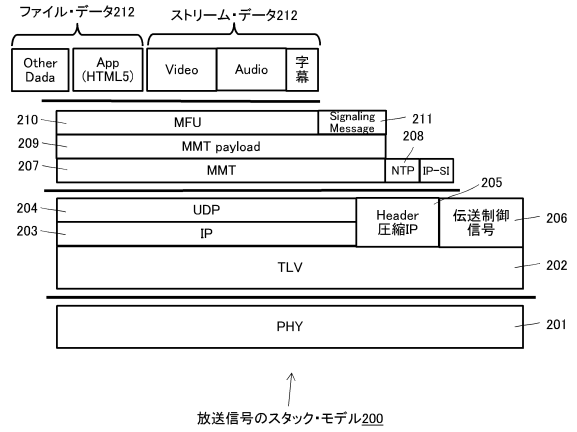 ファイル・データ212 ストリーム・データ212
Other Dada App (HTML5) Video Audio 字幕
210 MFU Signaling Message 211
209 MMT payload 208
207 MMT NTP IP-SI
205
204 UDP Header 圧縮IP 伝送制御信号 206
203 IP
TLV 202
PHY 201
放送信号のスタック・モデル200